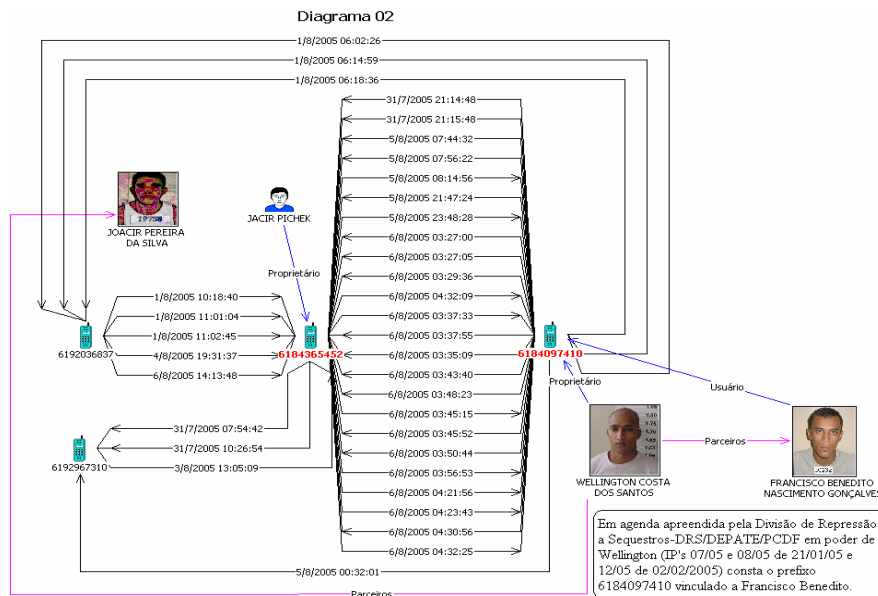 Diagrama 02
1/8/2005 06:02:26
1/8/2005 06:14:59
1/8/2005 06:18:36
31/7/2005 21:14:48
31/7/2005 21:15:48
5/8/2005 07:44:32
5/8/2005 07:56:22
5/8/2005 08:14:56
5/8/2005 21:47:24
5/8/2005 23:48:28
6/8/2005 03:27:00
6/8/2005 03:27:05
6/8/2005 03:29:36
6/8/2005 04:32:09
6/8/2005 03:37:33
6/8/2005 03:37:55
6/8/2005 03:35:09
6/8/2005 03:43:40
6/8/2005 03:48:23
6/8/2005 03:45:15
6/8/2005 03:45:52
6/8/2005 03:50:44
6/8/2005 03:56:53
6/8/2005 04:21:56
6/8/2005 04:23:43
6/8/2005 04:30:56
6/8/2005 04:32:25
19750
JOACIR PEREIRA
DA SILVA
JACIR PICHEK
Proprietário
1/8/2005 10:18:40
1/8/2005 11:01:04
1/8/2005 11:02:45
4/8/2005 19:31:37
6/8/2005 14:13:48
6192036837
6184365452
6184097410
31/7/2005 07:54:42
31/7/2005 10:26:54
3/8/2005 13:05:09
6192967310
5/8/2005 00:32:01
Proprietário
Usuário
Parceiros
WELLINGTON COSTA
DOS SANTOS
FRANCISCO BENEDITO
NASCIMENTO GONÇALVES
Em agenda apreendida pela Divisão de Repressão
a Sequestros-DRS/DEPATE/PCDF em poder de
Wellington (IP's 07/05 e 08/05 de 21/01/05 e
12/05 de 02/02/2005) consta o prefixo
6184097410 vinculado a Francisco Benedito.
Parceiros